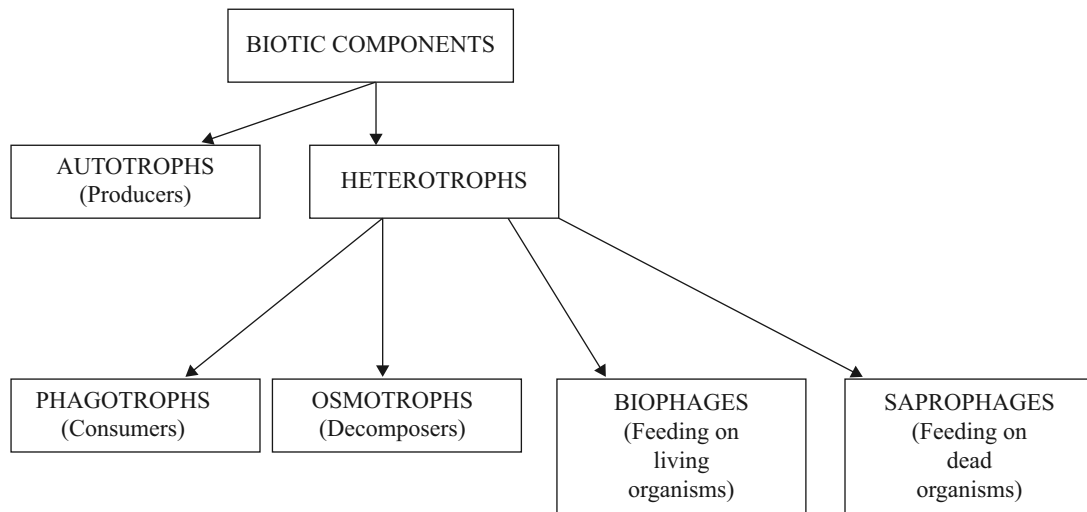 BIOTIC COMPONENTS
AUTOTROPHS
(Producers)
HETEROTROPHS
PHAGOTROPHS
(Consumers)
OSMOTROPHS
(Decomposers)
BIOPHAGES
(Feeding on
living
organisms)
SAPROPHAGES
(Feeding on
dead
organisms)